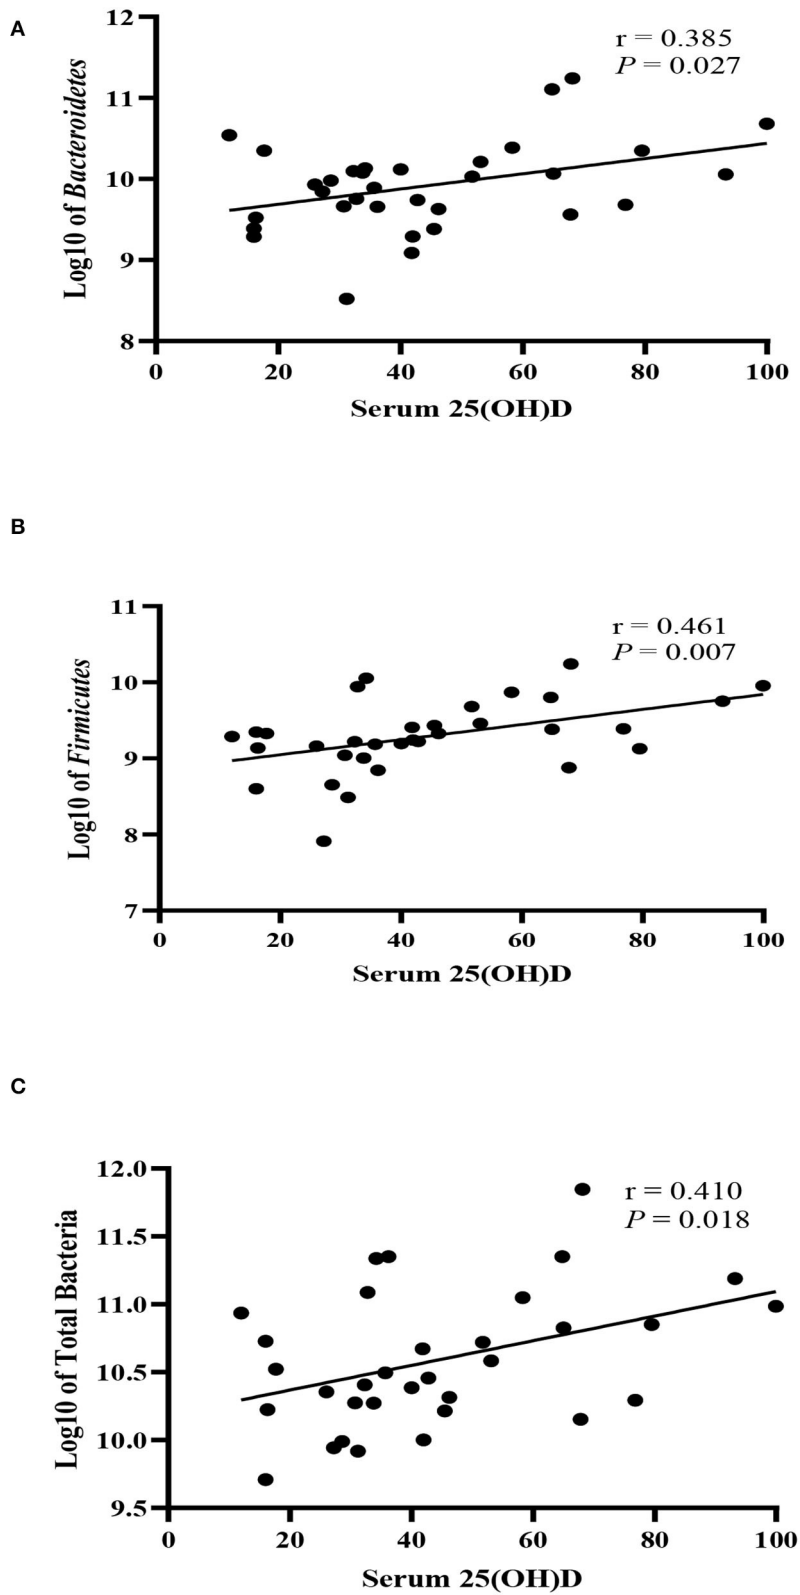 A
12
11
10
9
8
Log10 of Bacteroidetes
r = 0.385
P = 0.027
0 20 40 60 80 100
Serum 25(OH)D
B
11
10
9
8
7
Log10 of Firmicutes
r = 0.461
P = 0.007
0 20 40 60 80 100
Serum 25(OH)D
C
12.0
11.5
11.0
10.5
10.0
9.5
Log10 of Total Bacteria
r = 0.410
P = 0.018
0 20 40 60 80 100
Serum 25(OH)D